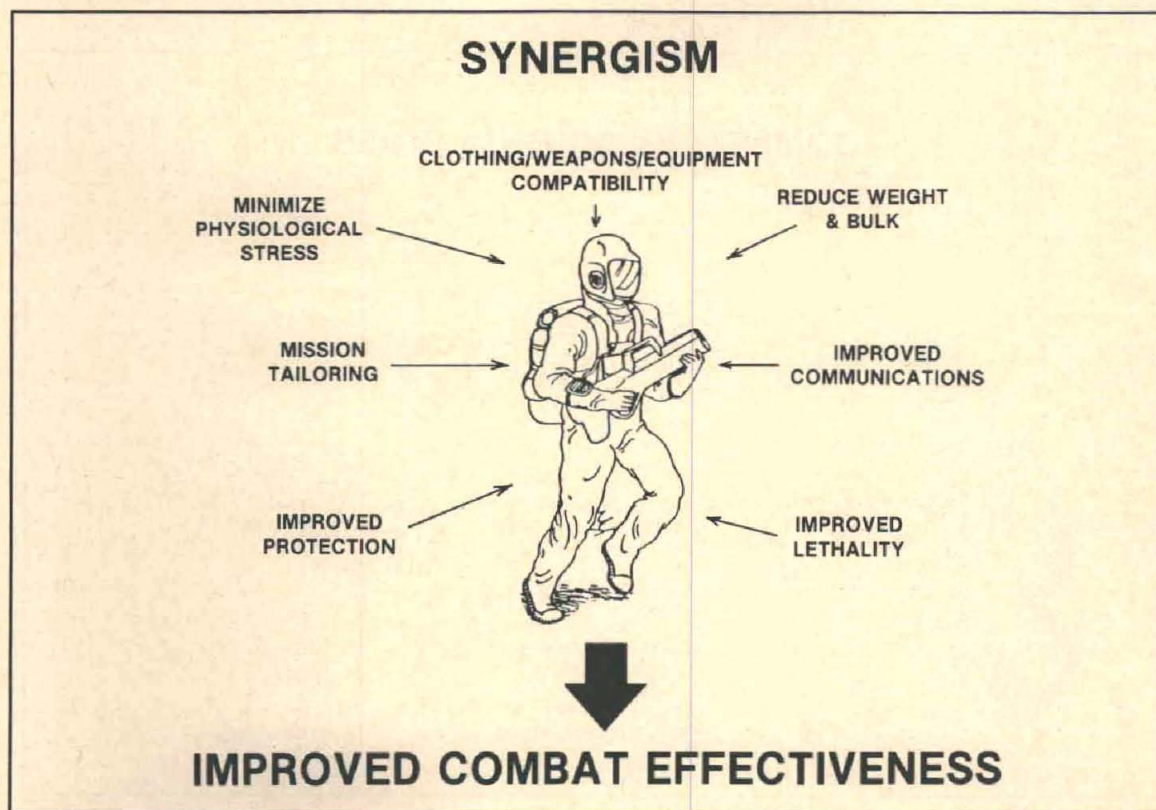 SYNERGISM
CLOTHING/WEAPONS/EQUIPMENT
COMPATIBILITY
MINIMIZE
PHYSIOLOGICAL
STRESS
REDUCE WEIGHT
& BULK
MISSION
TAILORING
IMPROVED
COMMUNICATIONS
IMPROVED
PROTECTION
IMPROVED
LETHALITY
IMPROVED COMBAT EFFECTIVENESS